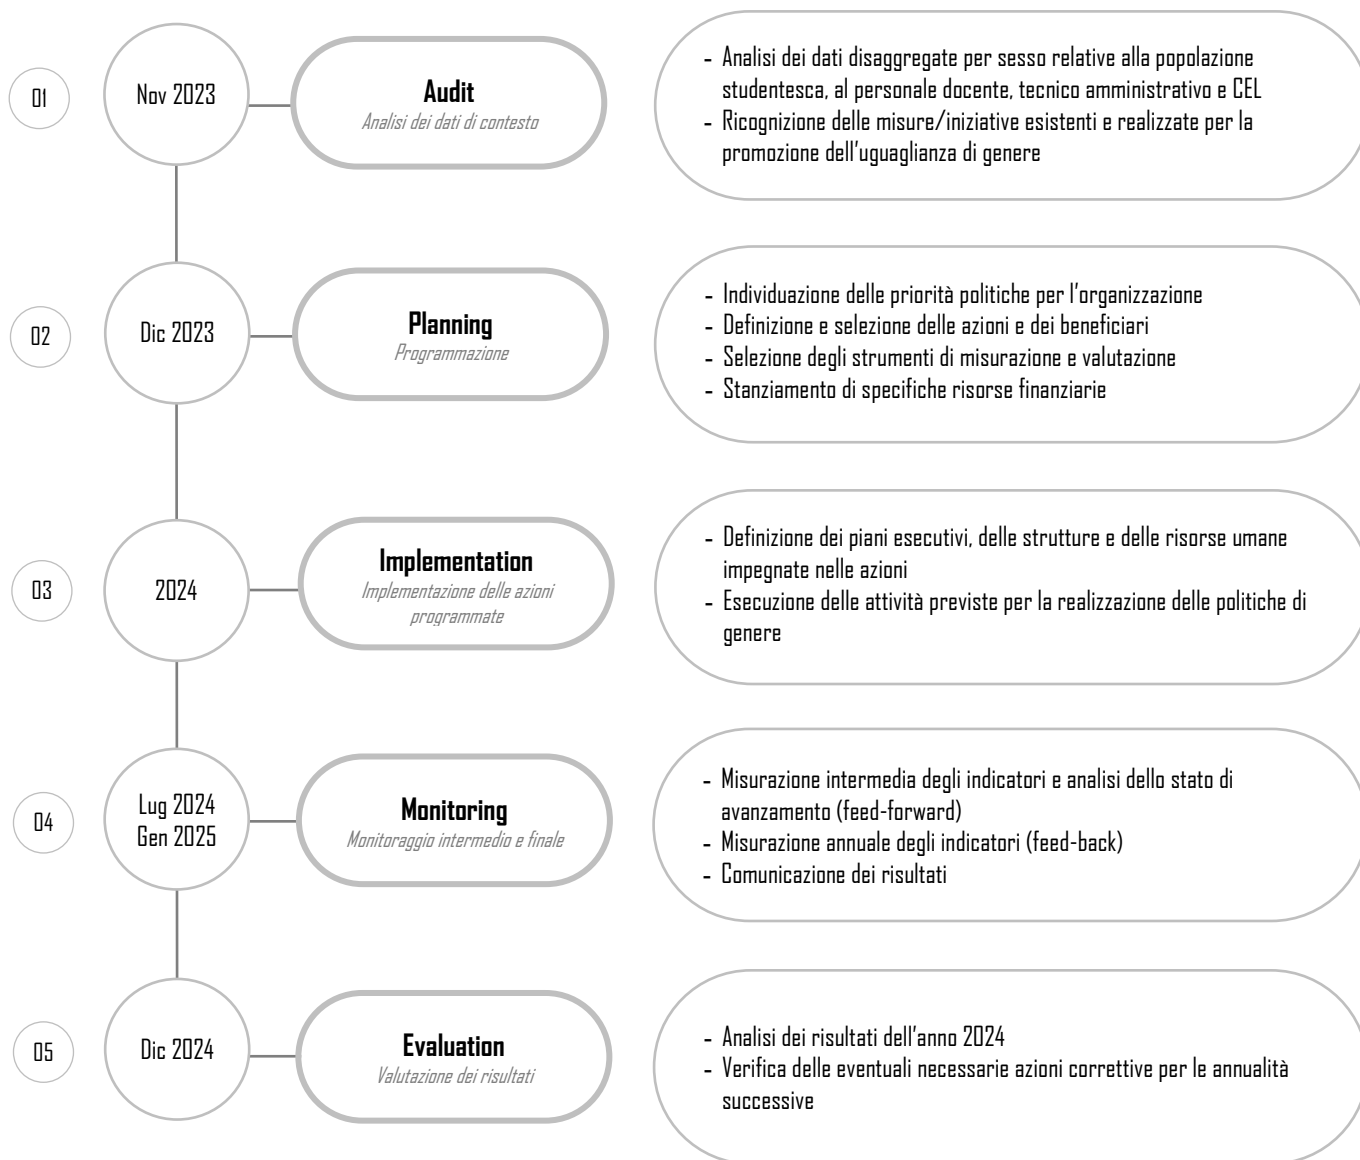 01
Nov 2023
Audit
Analisi dei dati di contesto
- Analisi dei dati disaggregate per sesso relative alla popolazione
studentesca, al personale docente, tecnico amministrativo e CEL
- Ricognizione delle misure/iniziative esistenti e realizzate per la
promozione dell'uguaglianza di genere
02
Dic 2023
Planning
Programmazione
- Individuazione delle priorità politiche per l'organizzazione
- Definizione e selezione delle azioni e dei beneficiari
- Selezione degli strumenti di misurazione e valutazione
- Stanziamento di specifiche risorse finanziarie
03
2024
Implementation
Implementazione delle azioni
programmate
- Definizione dei piani esecutivi, delle strutture e delle risorse umane
impegnate nelle azioni
- Esecuzione delle attività previste per la realizzazione delle politiche di
genere
04
Lug 2024
Gen 2025
Monitoring
Monitoraggio intermedio e finale
- Misurazione intermedia degli indicatori e analisi dello stato di
avanzamento (feed-forward)
- Misurazione annuale degli indicatori (feed-back)
- Comunicazione dei risultati
05
Dic 2024
Evaluation
Valutazione dei risultati
- Analisi dei risultati dell'anno 2024
- Verifica delle eventuali necessarie azioni correttive per le annualità
successive